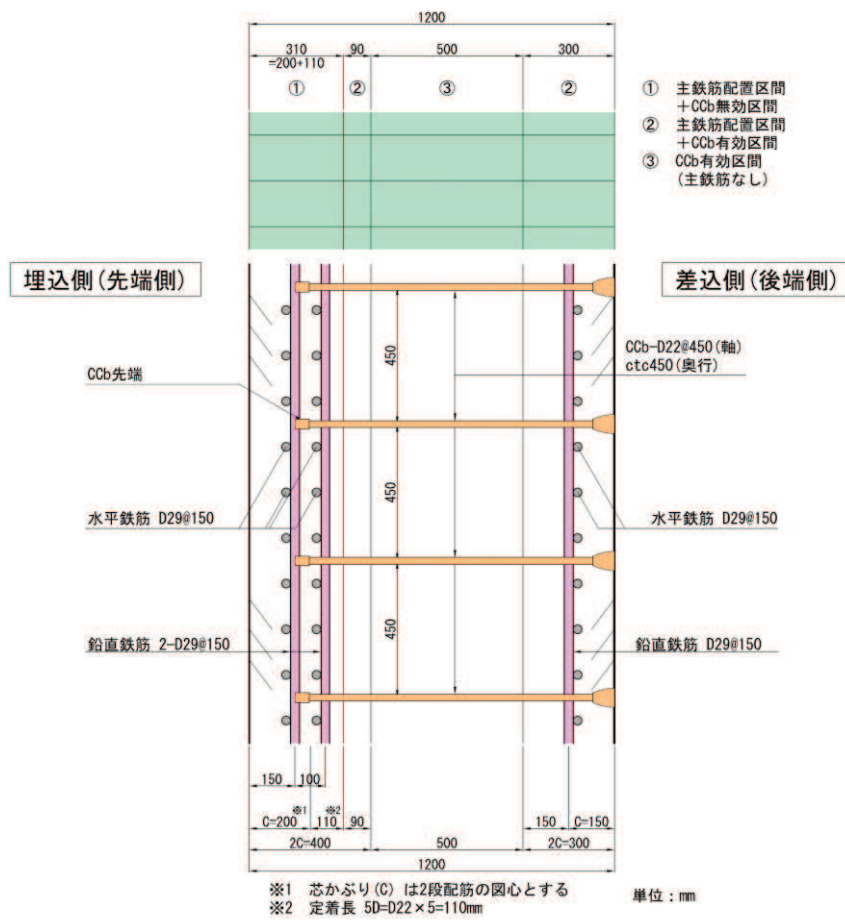 1200
310
=200+110
90
500
300
①
②
③
②
① 主鉄筋配置区間
+CCb無効区間
② 主鉄筋配置区間
+CCb有効区間
③ CCb有効区間
(主鉄筋なし)
埋込側(先端側)
差込側(後端側)
CCb先端
450
CCb-D22@450(軸)
ctc450(奥行)
450
水平鉄筋 D29@150
水平鉄筋 D29@150
450
鉛直鉄筋 2-D29@150
鉛直鉄筋 D29@150
150
100
※1
※2
C=200
110
90
150
C=150
2C=400
500
2C=300
1200
※1 芯かぶり(C) は2段配筋の図心とする
※2 定着長 5D=D22×5=110mm
単位:mm